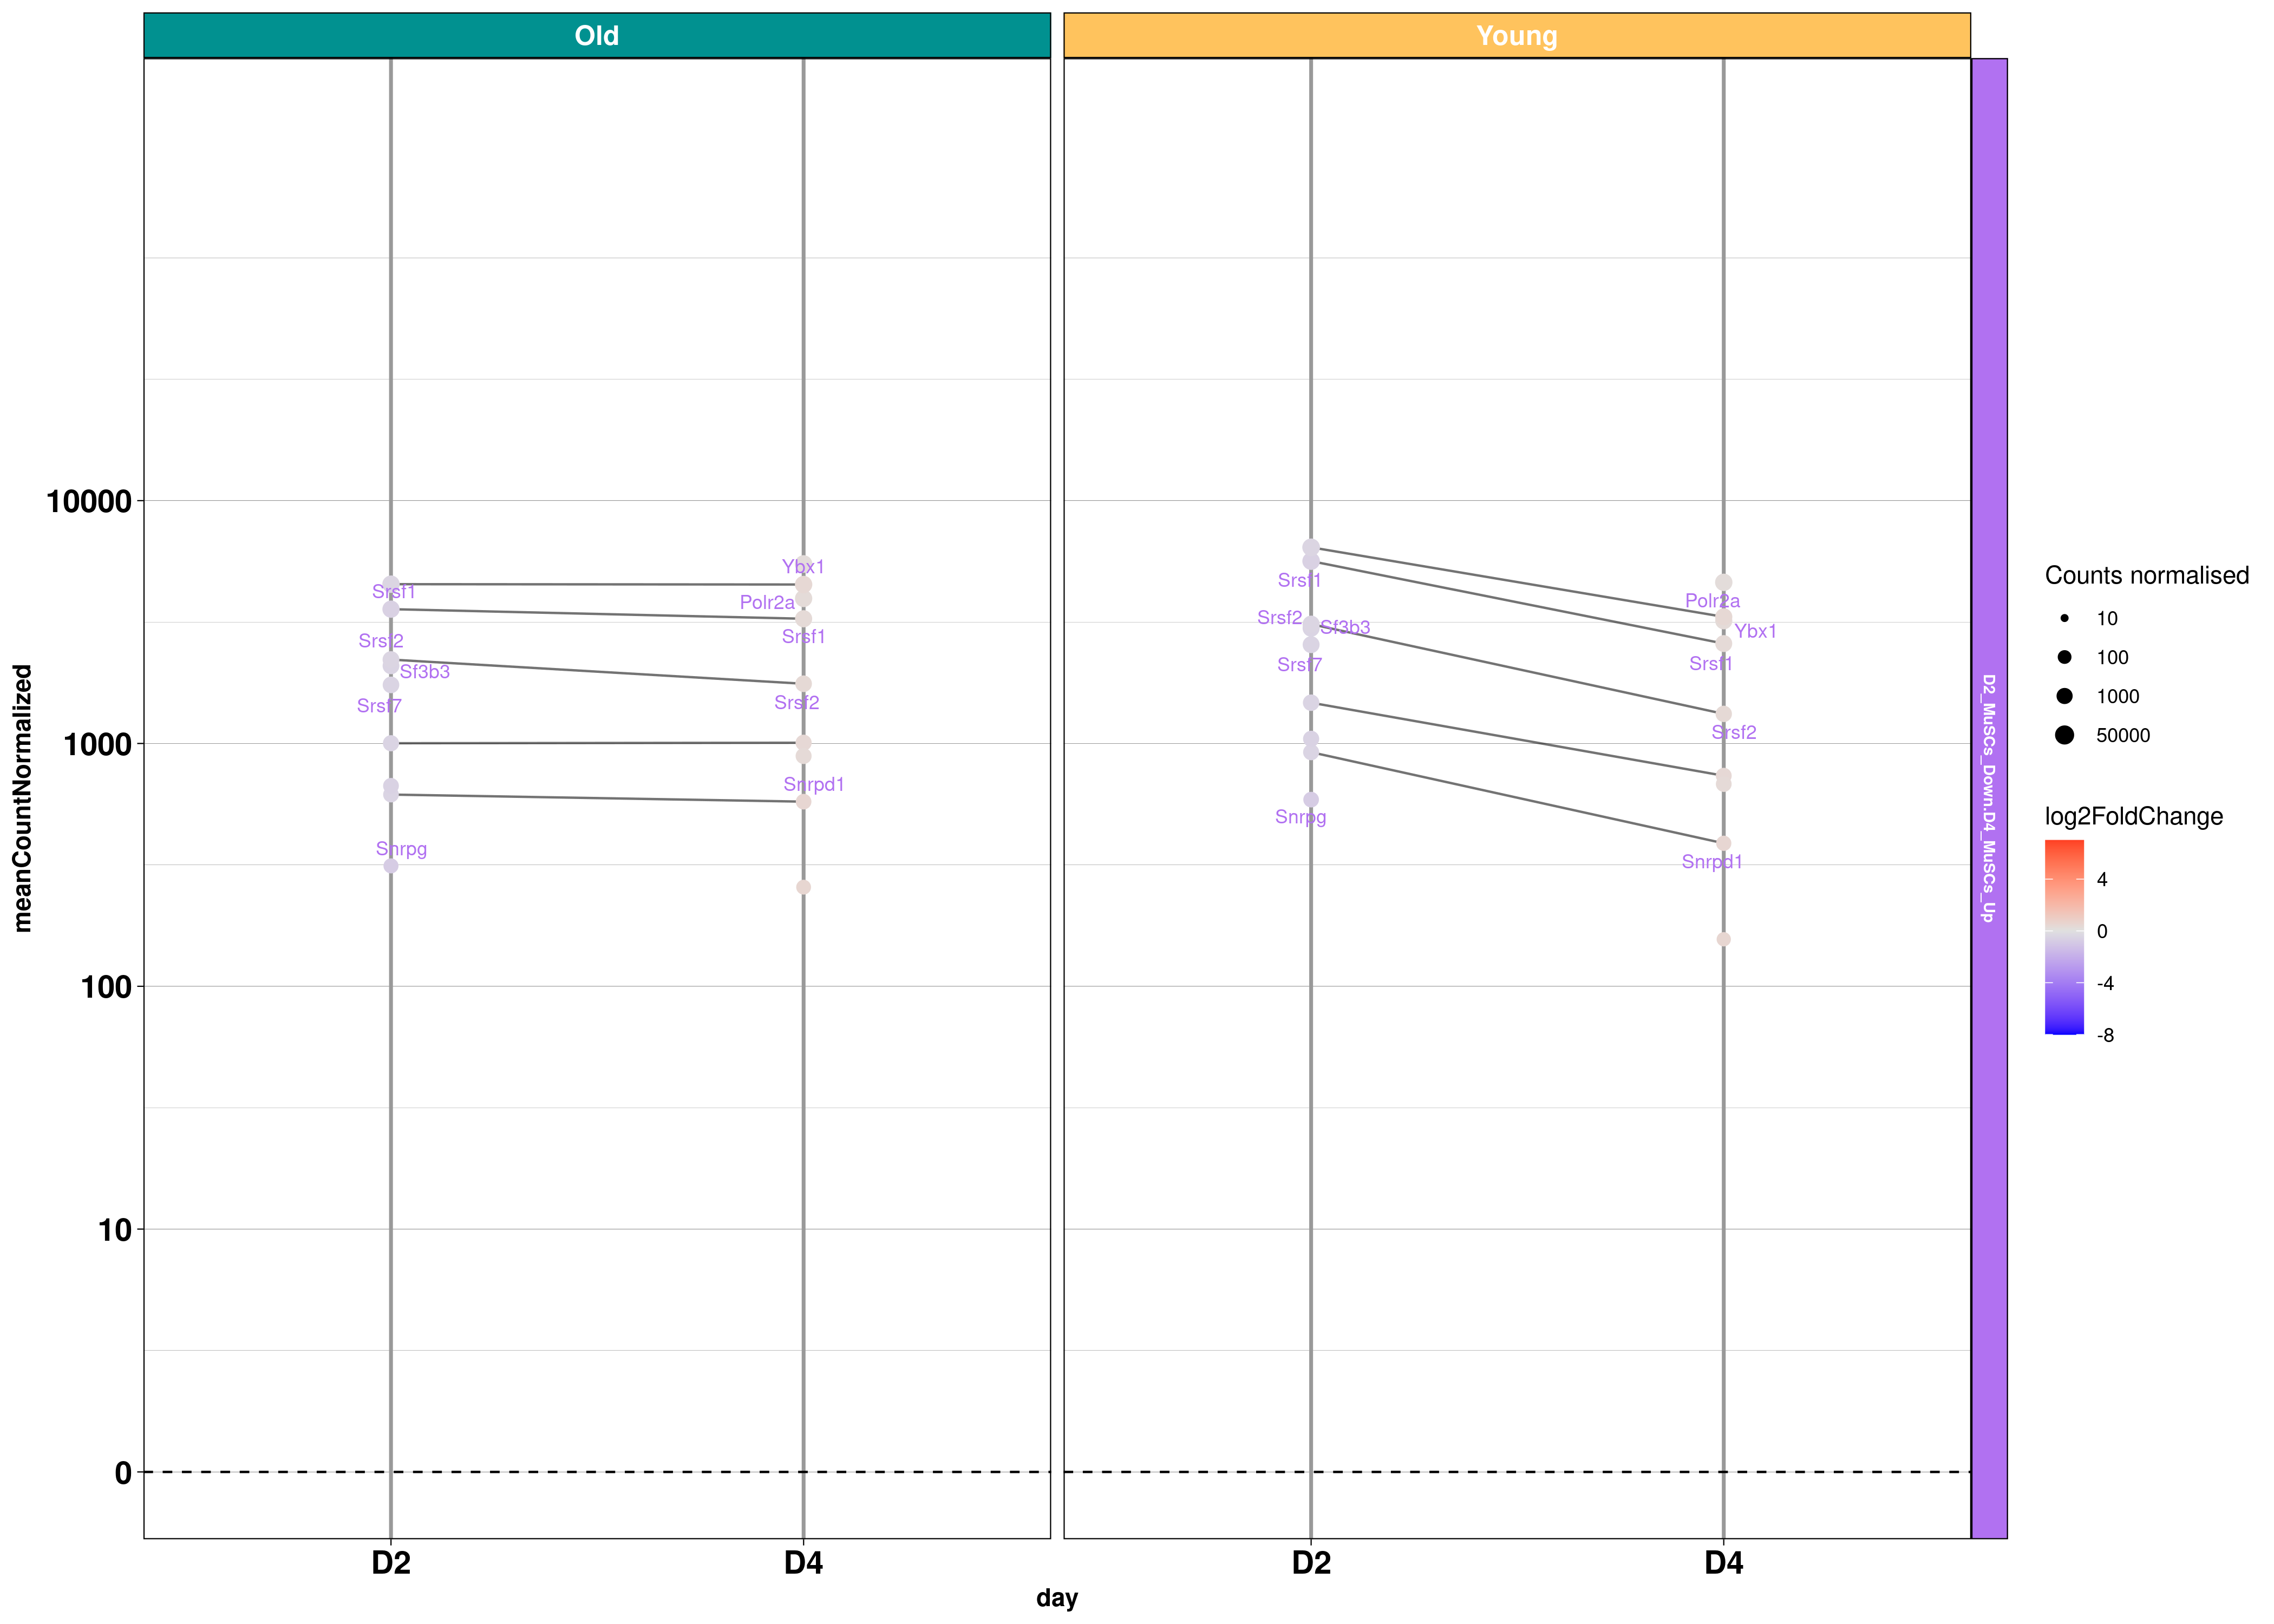 Old
Young
10000
1000
100
10
0
meanCountNormalized
Srsf1
Srsf2
Sf3b3
Srsf7
Snrpg
Ybx1
Polr2a
Srsf1
Srsf2
Snrpd1
Srsf1
Srsf2
Sf3b3
Srsf7
Snrpg
Polr2a
Ybx1
Srsf1
Srsf2
Snrpd1
D2_MuSCs_Down.D4_MuSCs_Up
D2
D4
D2
D4
day
Counts normalised
10
100
1000
50000
log2FoldChange
4
0
-4
-8